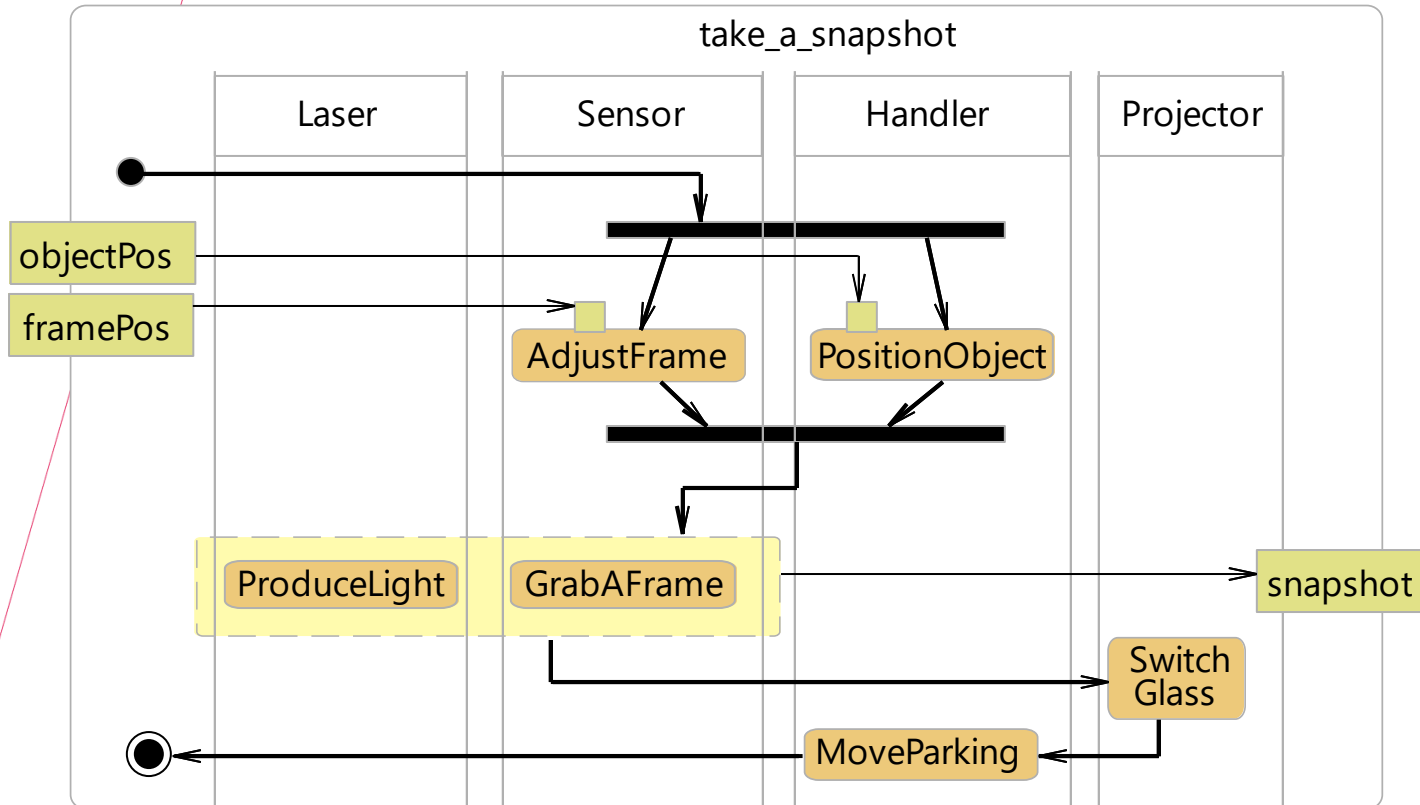 take_a_snapshot
Laser
Sensor
Handler
Projector
objectPos
framePos
AdjustFrame
PositionObject
ProduceLight
GrabAFrame
snapshot
Switch
Glass
MoveParking